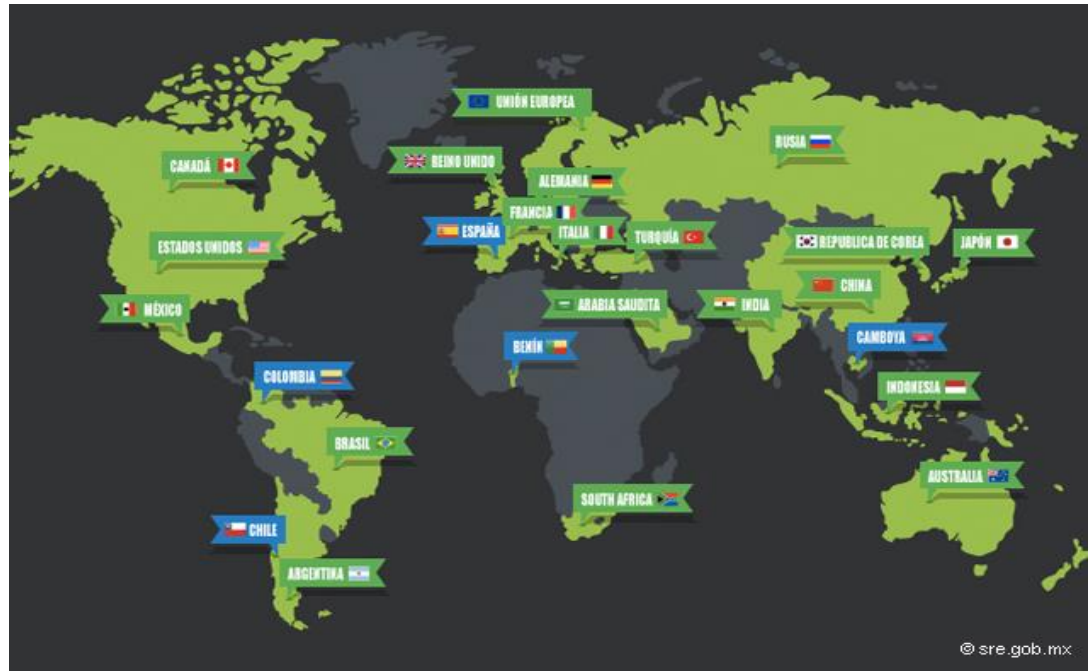 UNIÓN EUROPEA
RUSIA
REINO UNIDO
CANADÁ
ALEMANIA
FRANCIA
ESPAÑA
ITALIA
TURQUÍA
REPUBLICA DE COREA
JAPÓN
ESTADOS UNIDOS
CHINA
MÉXICO
ARABIA SAUDITA
INDIA
BENÍN
CAMBOYA
COLOMBIA
INDONESIA
BRASIL
AUSTRALIA
SOUTH AFRICA
CHILE
ARGENTINA
© sre.gob.mx